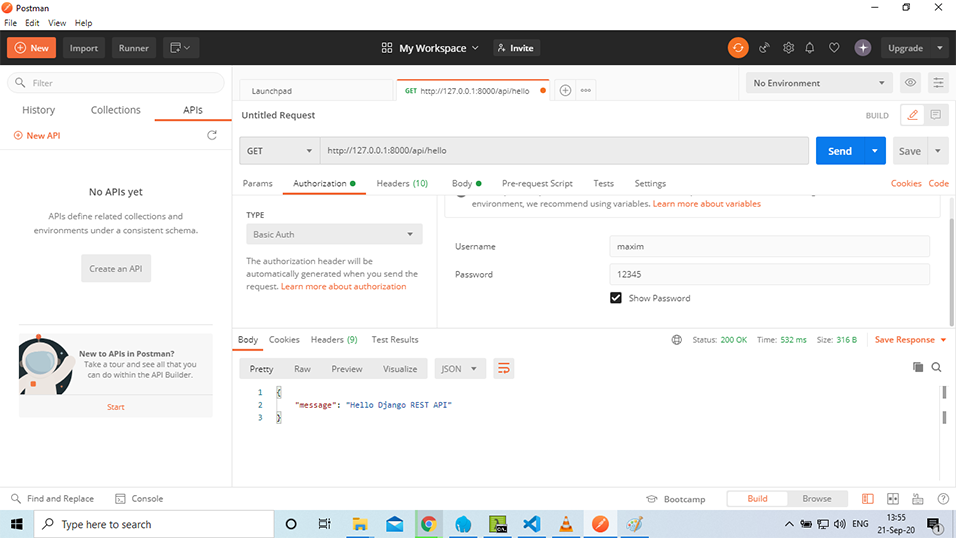 Postman
File Edit View Help
New Import Runner My Workspace Invite Upgrade
Filter
History Collections APIs
New API
No APIs yet
APIs define related collections and
environments under a consistent schema.
Create an API
New to APIs in Postman?
Take a tour and see all that you
can do within the API Builder.
Start
Launchpad GET http://127.0.0.1:8000/api/hello No Environment
Untitled Request BUILD
GET http://127.0.0.1:8000/api/hello Send Save
Params Authorization Headers (10) Body Pre-request Script Tests Settings Cookies Code
TYPE
Basic Auth
The authorization header will be
automatically generated when you send the
request. Learn more about authorization
environment, we recommend using variables. Learn more about variables
Username maxim
Password 12345
Show Password
Body Cookies Headers (9) Test Results Status: 200 OK Time: 532 ms Size: 316 B Save Response
Pretty Raw Preview Visualize JSON
1 {
2 "message": "Hello Django REST API"
3 }
Find and Replace Console Bootcamp Build Browse
Type here to search ENG 13:55
21-Sep-20 1